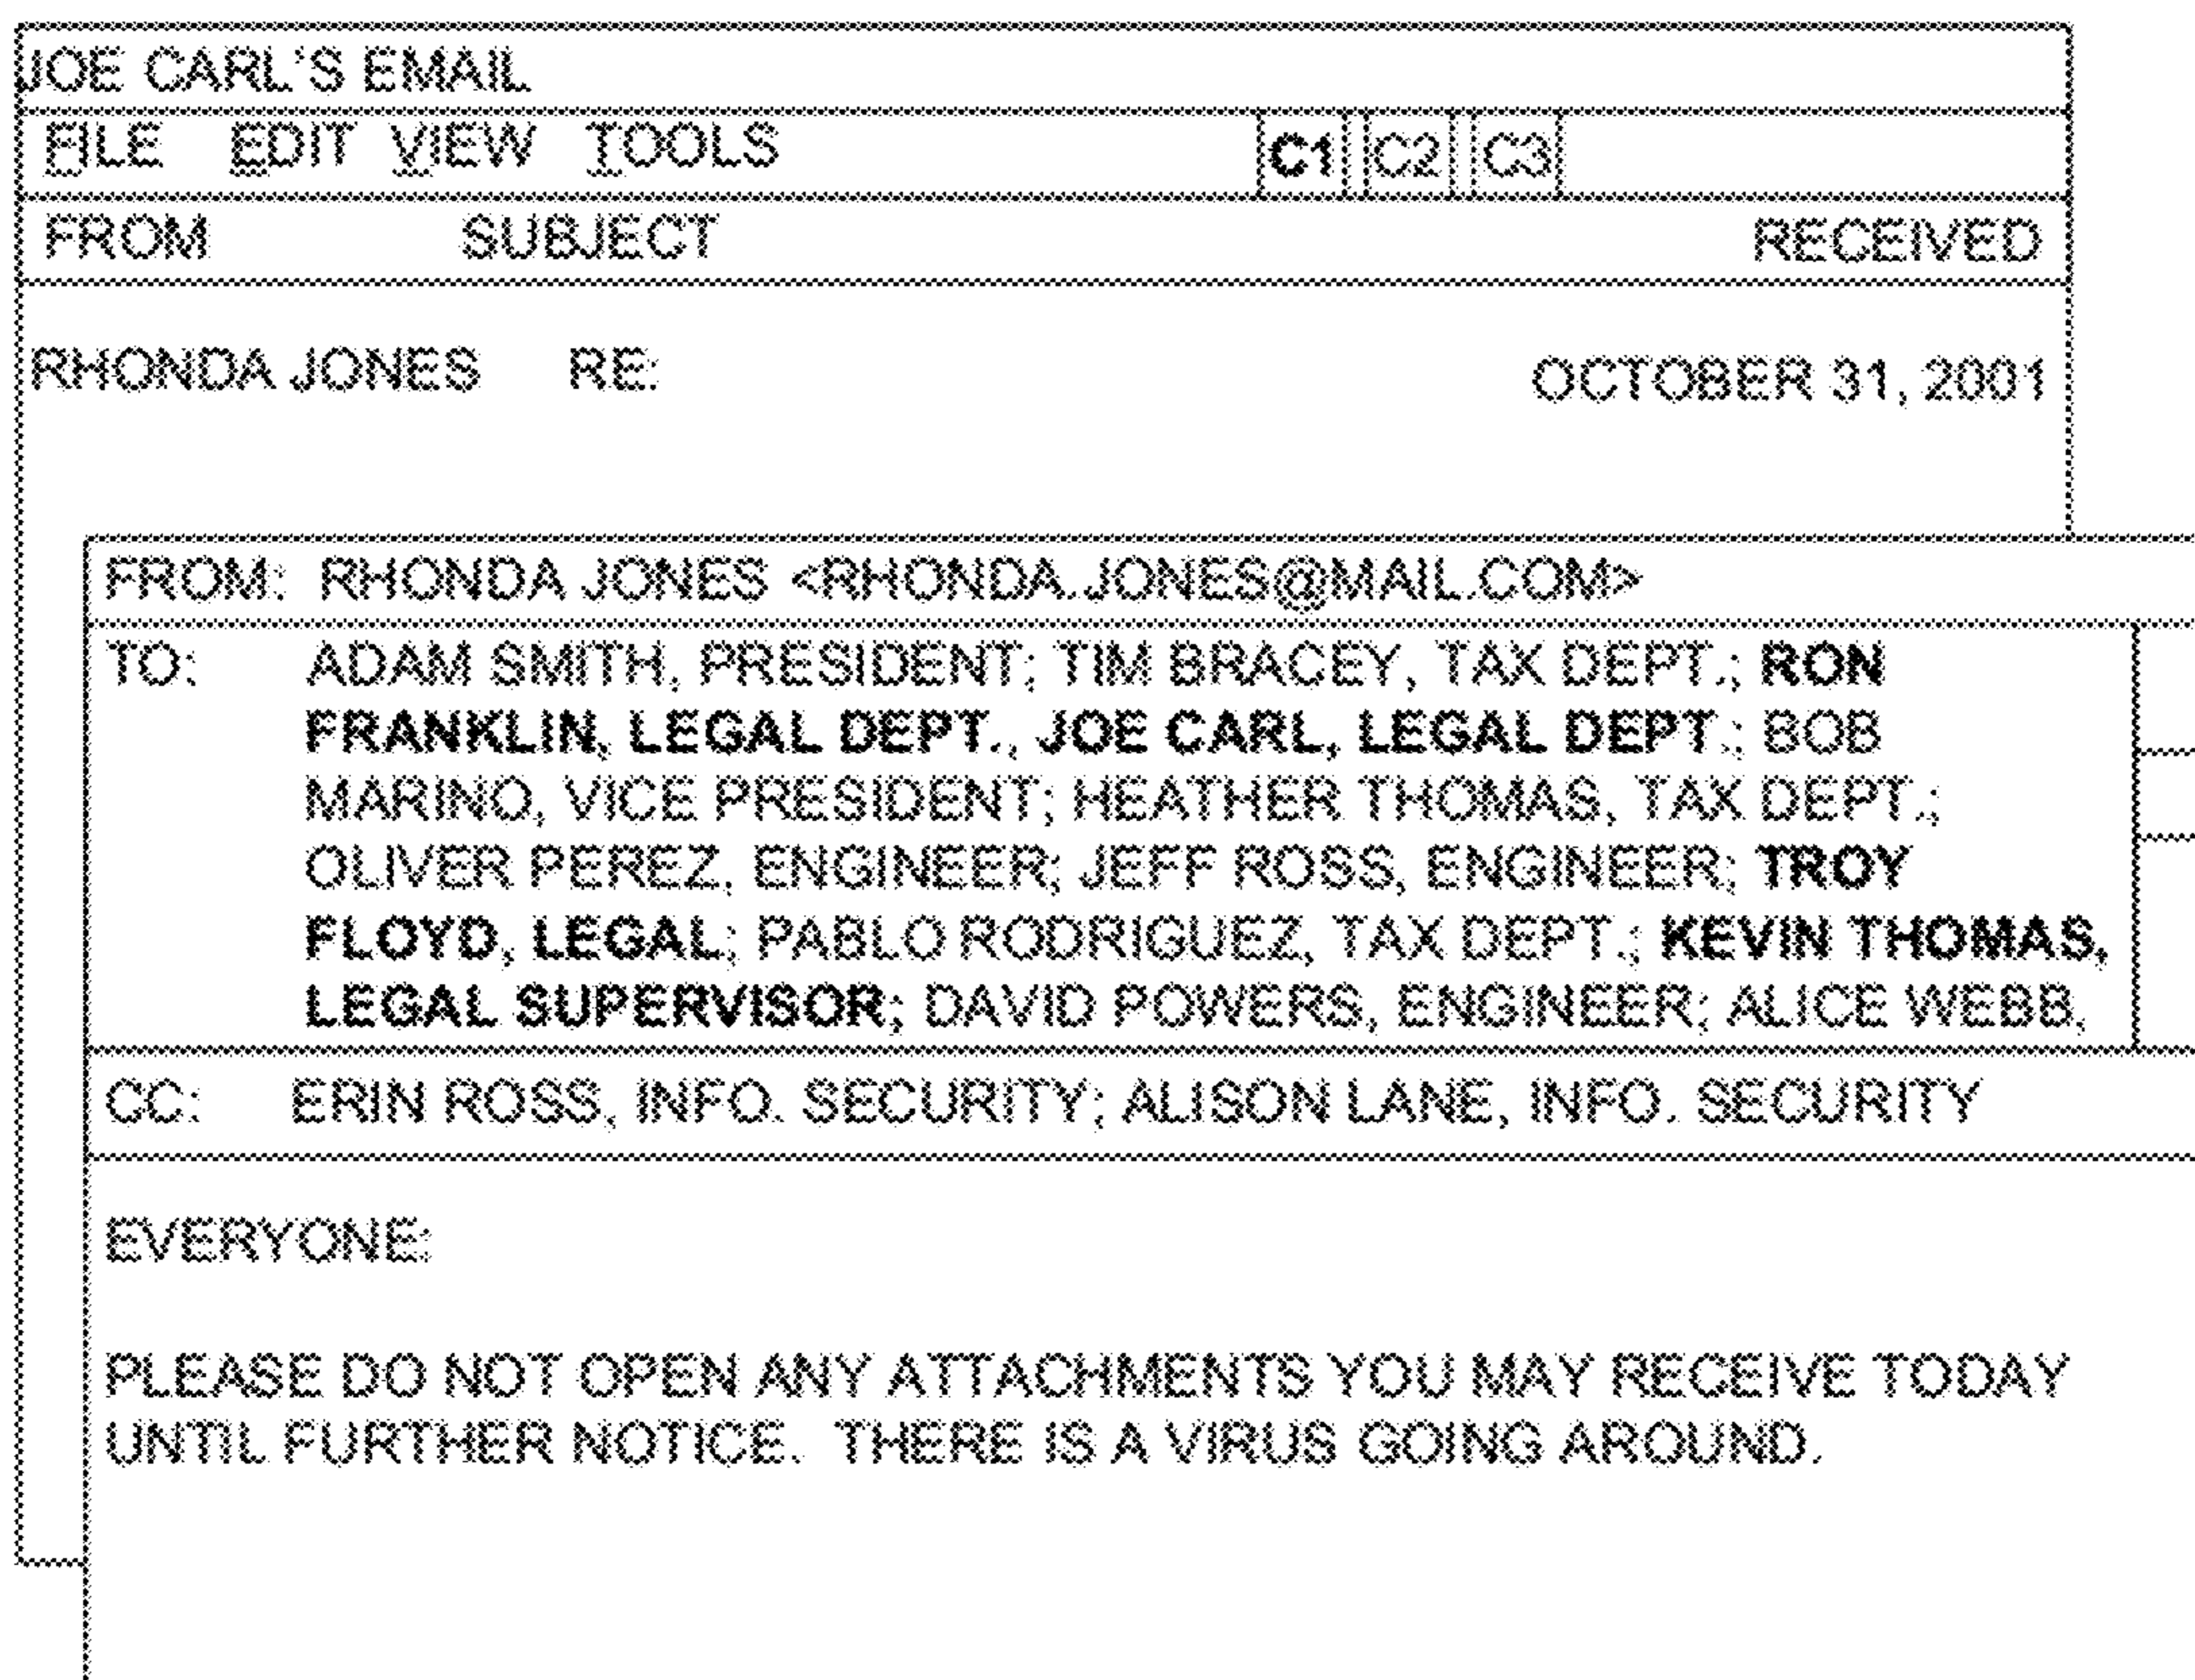 JOE CARL'S EMAIL
FILE EDIT VIEW TOOLS C1 C2 C3
FROM SUBJECT RECEIVED
RHONDA JONES RE: OCTOBER 31, 2001
FROM: RHONDA JONES <RHONDA.JONES@MAIL.COM>
TO: ADAM SMITH, PRESIDENT; TIM BRACEY, TAX DEPT.; RON
FRANKLIN, LEGAL DEPT., JOE CARL, LEGAL DEPT.; BOB
MARINO, VICE PRESIDENT; HEATHER THOMAS, TAX DEPT.;
OLIVER PEREZ, ENGINEER; JEFF ROSS, ENGINEER; TROY
FLOYD, LEGAL; PABLO RODRIGUEZ, TAX DEPT.; KEVIN THOMAS,
LEGAL SUPERVISOR; DAVID POWERS, ENGINEER; ALICE WEBB,
CC: ERIN ROSS, INFO. SECURITY; ALISON LANE, INFO. SECURITY
EVERYONE:
PLEASE DO NOT OPEN ANY ATTACHMENTS YOU MAY RECEIVE TODAY
UNTIL FURTHER NOTICE. THERE IS A VIRUS GOING AROUND.